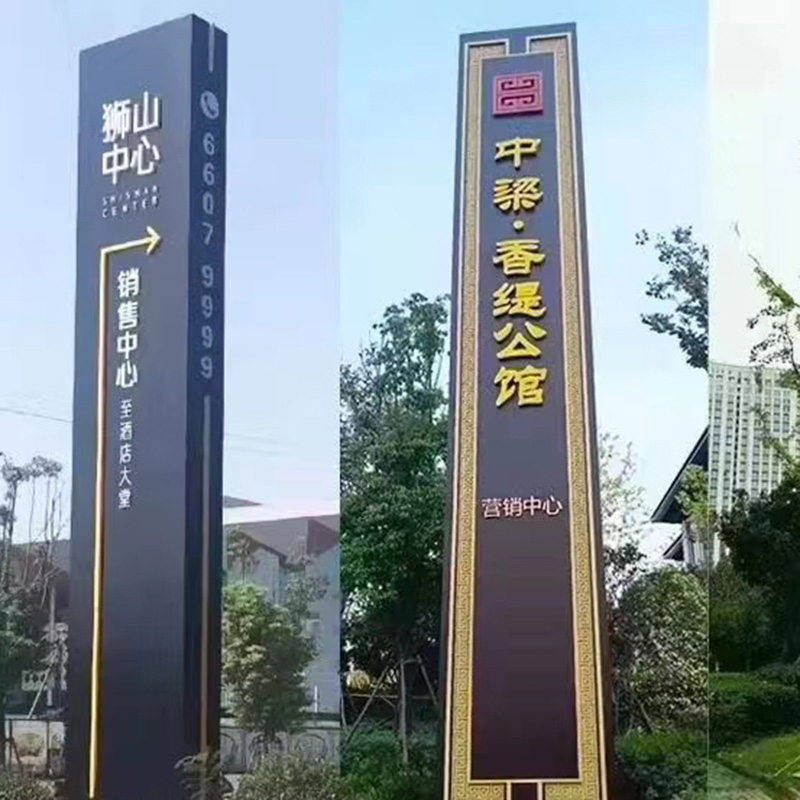 狮山
中心
SHISHAN
CENTER
销售中心
至酒店大堂
6607 9999
中梁·香缇公馆
营销中心